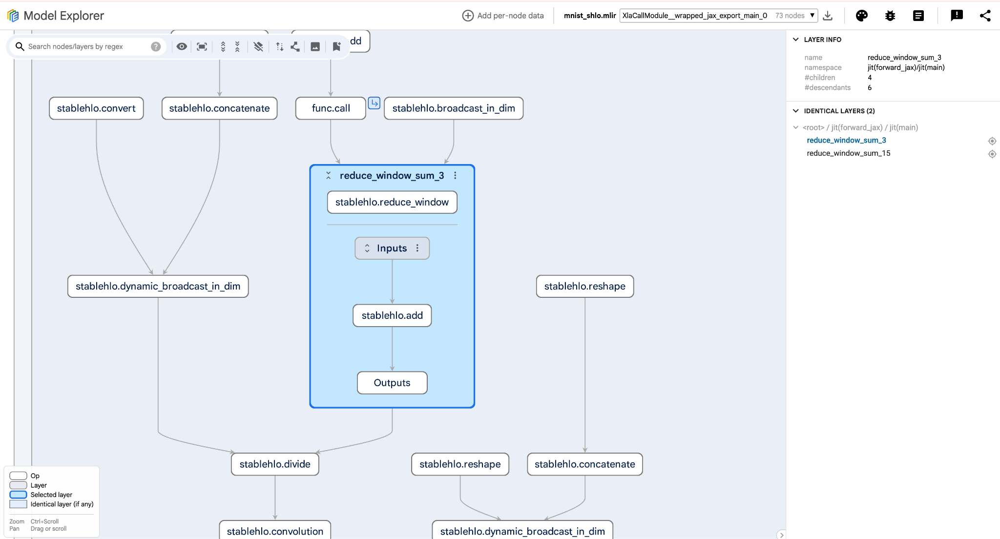 Model Explorer
Add per-node data
mnist_shlo.mlir
XlaCallModule__wrapped_jax_export_main_0 73 nodes
Search nodes/layers by regex
?
dd
stablehlo.convert
stablehlo.concatenate
func.call
stablehlo.broadcast_in_dim
reduce_window_sum_3
stablehlo.reduce_window
Inputs
stablehlo.add
Outputs
stablehlo.dynamic_broadcast_in_dim
stablehlo.reshape
stablehlo.divide
stablehlo.reshape
stablehlo.concatenate
stablehlo.convolution
stablehlo.dynamic_broadcast_in_dim
Op
Layer
Selected layer
Identical layer (if any)
Zoom Ctrl+Scroll
Pan Drag or scroll
LAYER INFO
name reduce_window_sum_3
namespace jit(forward_jax)/jit(main)
#children 4
#descendants 6
IDENTICAL LAYERS (2)
<root> / jit(forward_jax) / jit(main)
reduce_window_sum_3
reduce_window_sum_15